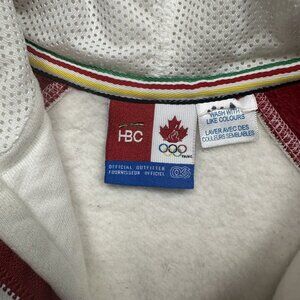 HBC
OFFICIAL OUTFITTER
FOURNISSEUR OFFICIEL
WASH WITH
LIKE COLOURS
LAVER AVEC DES
COULEURS SEMBLABLES